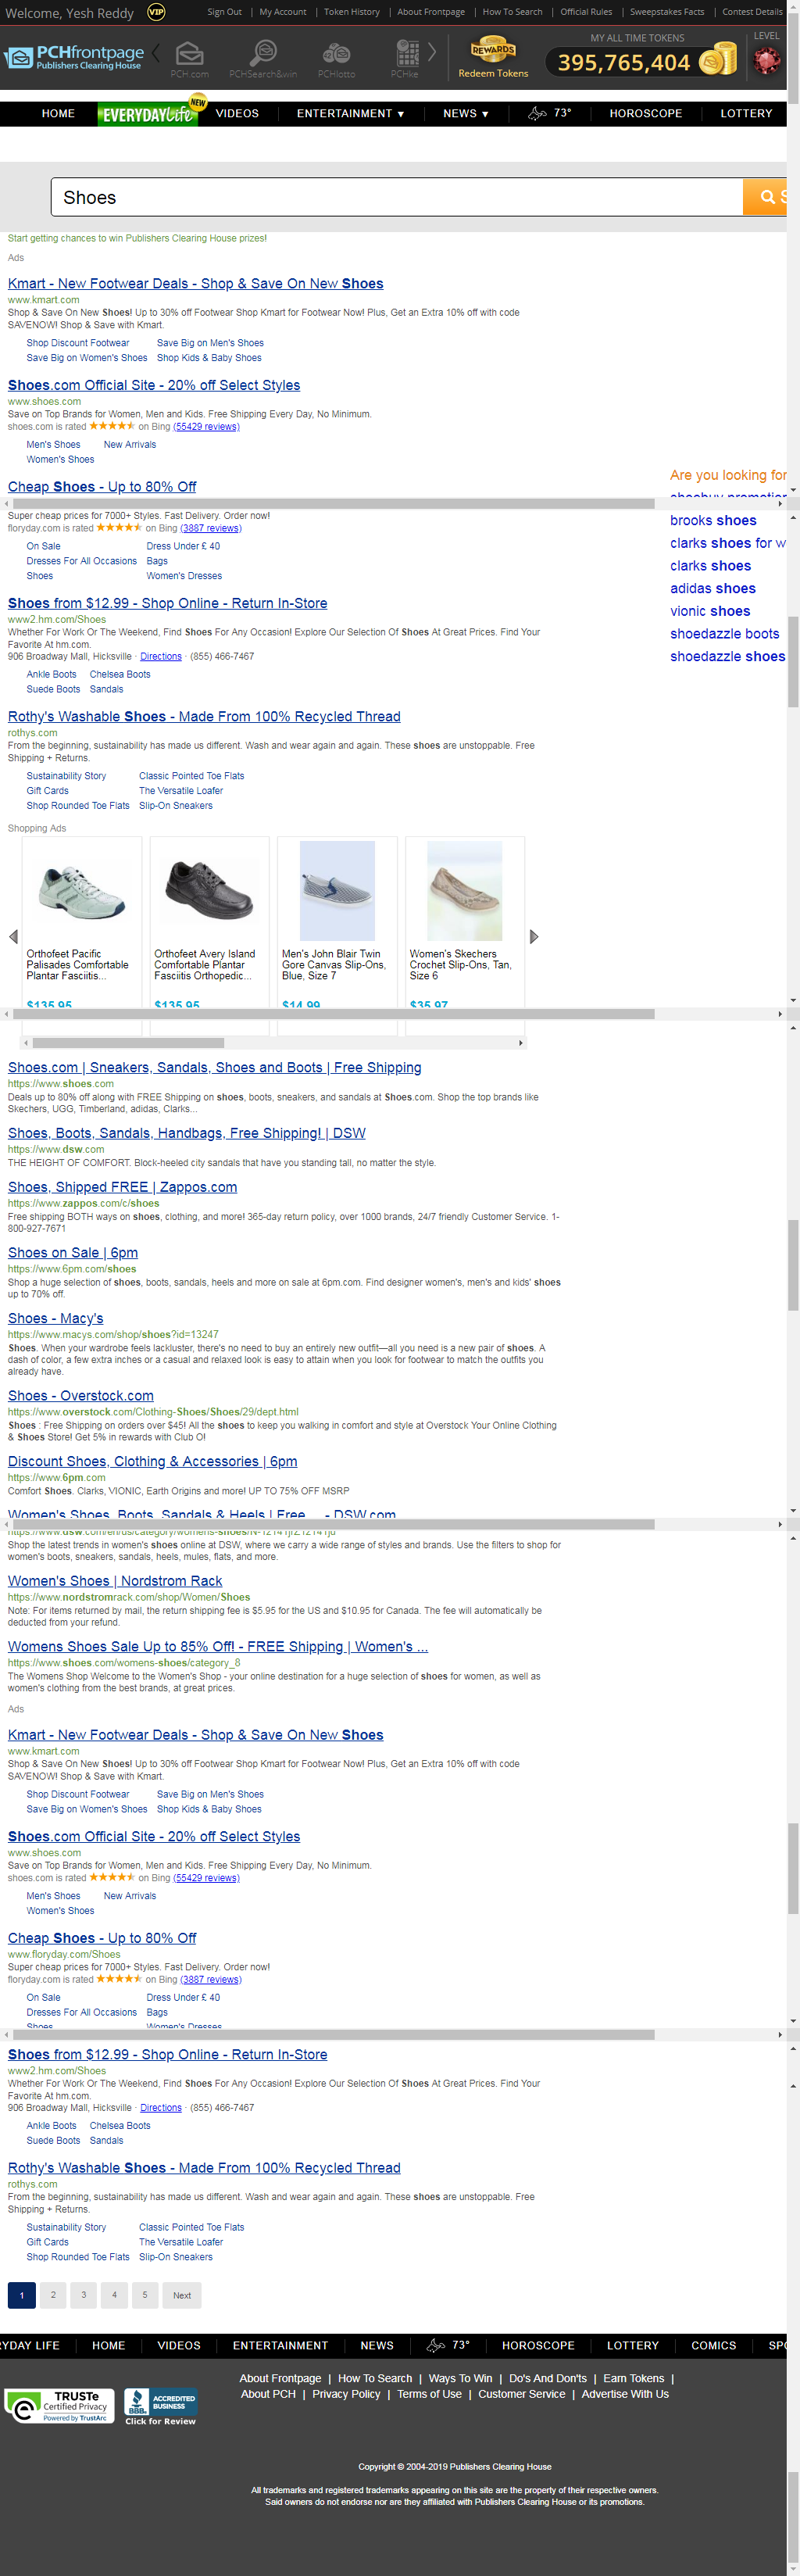 Welcome, Yesh Reddy VIP Sign Out | My Account | Token History | About Frontpage | How To Search | Official Rules | Sweepstakes Facts | Contest Details
PCHfrontpage
Publishers Clearing House
PCH.com PCHSearch&win PCHlotto PCHke
REWARDS
Redeem Tokens
MY ALL TIME TOKENS
395,765,404
LEVEL
HOME EVERYDAY Life NEW VIDEOS ENTERTAINMENT ▼ NEWS ▼ 73° HOROSCOPE LOTTERY
Shoes
S
Start getting chances to win Publishers Clearing House prizes!
Ads
Kmart - New Footwear Deals - Shop & Save On New Shoes
www.kmart.com
Shop & Save On New Shoes! Up to 30% off Footwear Shop Kmart for Footwear Now! Plus, Get an Extra 10% off with code
SAVENOW! Shop & Save with Kmart.
Shop Discount Footwear Save Big on Men's Shoes
Save Big on Women's Shoes Shop Kids & Baby Shoes
Shoes.com Official Site - 20% off Select Styles
www.shoes.com
Save on Top Brands for Women, Men and Kids. Free Shipping Every Day, No Minimum.
shoes.com is rated ★★★★★ on Bing (55429 reviews)
Men's Shoes New Arrivals
Women's Shoes
Are you looking for
Cheap Shoes - Up to 80% Off
Super cheap prices for 7000+ Styles. Fast Delivery. Order now!
floryday.com is rated ★★★★★ on Bing (3887 reviews)
On Sale Dress Under £ 40
Dresses For All Occasions Bags
Shoes Women's Dresses
shoebuy promotion
brooks shoes
clarks shoes for w
clarks shoes
adidas shoes
vionic shoes
shoedazzle boots
shoedazzle shoes
Shoes from $12.99 - Shop Online - Return In-Store
www2.hm.com/Shoes
Whether For Work Or The Weekend, Find Shoes For Any Occasion! Explore Our Selection Of Shoes At Great Prices. Find Your
Favorite At hm.com.
906 Broadway Mall, Hicksville · Directions · (855) 466-7467
Ankle Boots Chelsea Boots
Suede Boots Sandals
Rothy's Washable Shoes - Made From 100% Recycled Thread
rothys.com
From the beginning, sustainability has made us different. Wash and wear again and again. These shoes are unstoppable. Free
Shipping + Returns.
Sustainability Story Classic Pointed Toe Flats
Gift Cards The Versatile Loafer
Shop Rounded Toe Flats Slip-On Sneakers
Shopping Ads
Orthofeet Pacific
Palisades Comfortable
Plantar Fasciitis...
$135.95
Orthofeet Avery Island
Comfortable Plantar
Fasciitis Orthopedic...
$135.95
Men's John Blair Twin
Gore Canvas Slip-Ons,
Blue, Size 7
$14.99
Women's Skechers
Crochet Slip-Ons, Tan,
Size 6
$35.97
Shoes.com | Sneakers, Sandals, Shoes and Boots | Free Shipping
https://www.shoes.com
Deals up to 80% off along with FREE Shipping on shoes, boots, sneakers, and sandals at Shoes.com. Shop the top brands like
Skechers, UGG, Timberland, adidas, Clarks...
Shoes, Boots, Sandals, Handbags, Free Shipping! | DSW
https://www.dsw.com
THE HEIGHT OF COMFORT. Block-heeled city sandals that have you standing tall, no matter the style.
Shoes, Shipped FREE | Zappos.com
https://www.zappos.com/c/shoes
Free shipping BOTH ways on shoes, clothing, and more! 365-day return policy, over 1000 brands, 24/7 friendly Customer Service. 1-
800-927-7671
Shoes on Sale | 6pm
https://www.6pm.com/shoes
Shop a huge selection of shoes, boots, sandals, heels and more on sale at 6pm.com. Find designer women's, men's and kids' shoes
up to 70% off.
Shoes - Macy's
https://www.macys.com/shop/shoes?id=13247
Shoes. When your wardrobe feels lackluster, there's no need to buy an entirely new outfit—all you need is a new pair of shoes. A
dash of color, a few extra inches or a casual and relaxed look is easy to attain when you look for footwear to match the outfits you
already have.
Shoes - Overstock.com
https://www.overstock.com/Clothing-Shoes/Shoes/29/dept.html
Shoes : Free Shipping on orders over $45! All the shoes to keep you walking in comfort and style at Overstock Your Online Clothing
& Shoes Store! Get 5% in rewards with Club O!
Discount Shoes, Clothing & Accessories | 6pm
https://www.6pm.com
Comfort Shoes. Clarks, VIONIC, Earth Origins and more! UP TO 75% OFF MSRP
Women's Shoes, Boots, Sandals & Heels | Free ... - DSW.com
Shop the latest trends in women's shoes online at DSW, where we carry a wide range of styles and brands. Use the filters to shop for
women's boots, sneakers, sandals, heels, mules, flats, and more.
Women's Shoes | Nordstrom Rack
https://www.nordstromrack.com/shop/Women/Shoes
Note: For items returned by mail, the return shipping fee is $5.95 for the US and $10.95 for Canada. The fee will automatically be
deducted from your refund.
Womens Shoes Sale Up to 85% Off! - FREE Shipping | Women's ...
https://www.shoes.com/womens-shoes/category_8
The Womens Shop Welcome to the Women's Shop - your online destination for a huge selection of shoes for women, as well as
women's clothing from the best brands, at great prices.
Ads
Kmart - New Footwear Deals - Shop & Save On New Shoes
www.kmart.com
Shop & Save On New Shoes! Up to 30% off Footwear Shop Kmart for Footwear Now! Plus, Get an Extra 10% off with code
SAVENOW! Shop & Save with Kmart.
Shop Discount Footwear Save Big on Men's Shoes
Save Big on Women's Shoes Shop Kids & Baby Shoes
Shoes.com Official Site - 20% off Select Styles
www.shoes.com
Save on Top Brands for Women, Men and Kids. Free Shipping Every Day, No Minimum.
shoes.com is rated ★★★★★ on Bing (55429 reviews)
Men's Shoes New Arrivals
Women's Shoes
Cheap Shoes - Up to 80% Off
www.floryday.com/Shoes
Super cheap prices for 7000+ Styles. Fast Delivery. Order now!
floryday.com is rated ★★★★★ on Bing (3887 reviews)
On Sale Dress Under £ 40
Dresses For All Occasions Bags
Shoes Women's Dresses
Shoes from $12.99 - Shop Online - Return In-Store
www2.hm.com/Shoes
Whether For Work Or The Weekend, Find Shoes For Any Occasion! Explore Our Selection Of Shoes At Great Prices. Find Your
Favorite At hm.com.
906 Broadway Mall, Hicksville · Directions · (855) 466-7467
Ankle Boots Chelsea Boots
Suede Boots Sandals
Rothy's Washable Shoes - Made From 100% Recycled Thread
rothys.com
From the beginning, sustainability has made us different. Wash and wear again and again. These shoes are unstoppable. Free
Shipping + Returns.
Sustainability Story Classic Pointed Toe Flats
Gift Cards The Versatile Loafer
Shop Rounded Toe Flats Slip-On Sneakers
1 2 3 4 5 Next
RYDAY LIFE HOME VIDEOS ENTERTAINMENT NEWS 73° HOROSCOPE LOTTERY COMICS SPO
About Frontpage | How To Search | Ways To Win | Do's And Don'ts | Earn Tokens |
About PCH | Privacy Policy | Terms of Use | Customer Service | Advertise With Us
TRUSTe
Certified Privacy
Powered by TrustArc
BBB. ACCREDITED BUSINESS
Click for Review
Copyright © 2004-2019 Publishers Clearing House
All trademarks and registered trademarks appearing on this site are the property of their respective owners.
Said owners do not endorse nor are they affiliated with Publishers Clearing House or its promotions.